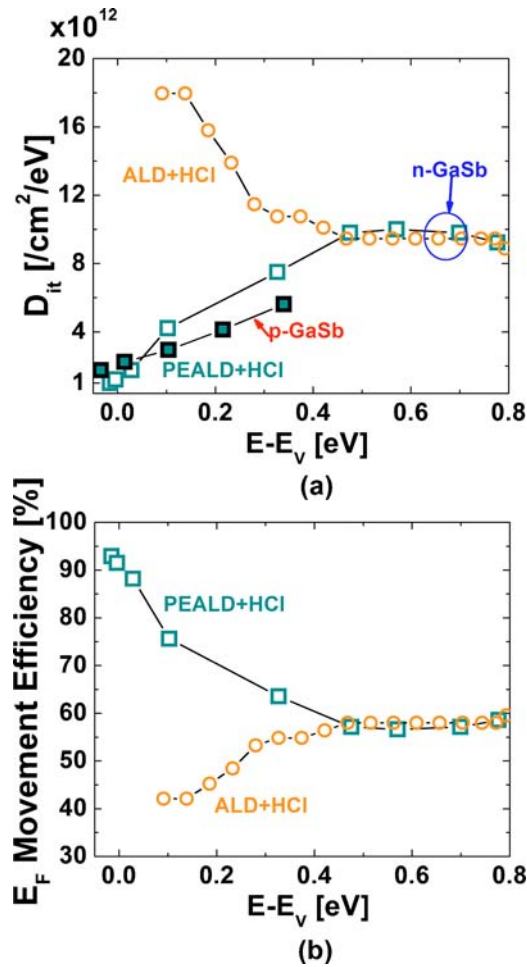 x10¹²
20
16
12
8
4
1
D_it [/cm²/eV]
ALD+HCl
n-GaSb
p-GaSb
PEALD+HCl
0.0 0.2 0.4 0.6 0.8
E-E_V [eV]
(a)
100
90
80
70
60
50
40
30
E_F Movement Efficiency [%]
PEALD+HCl
ALD+HCl
0.0 0.2 0.4 0.6 0.8
E-E_V [eV]
(b)